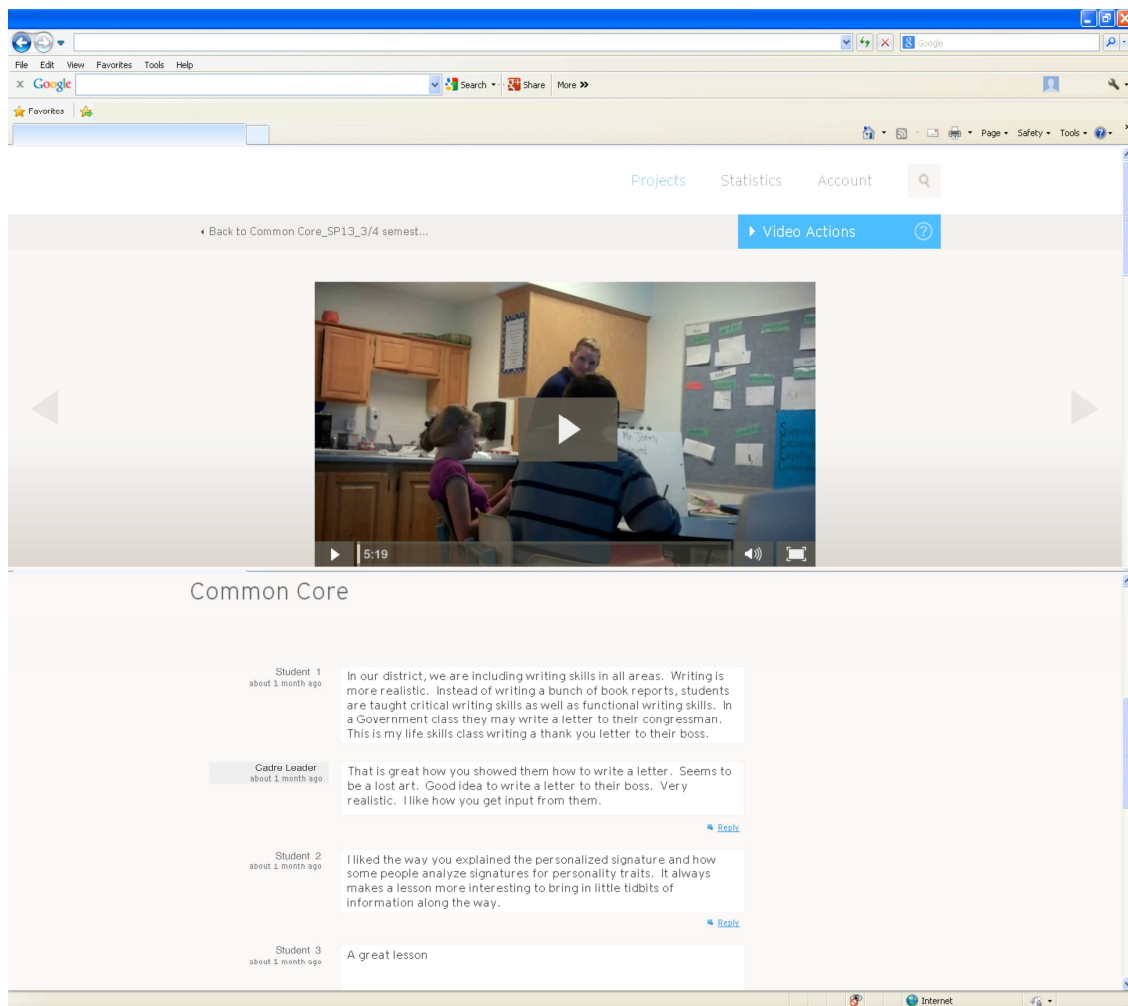 Google
File Edit View Favorites Tools Help
x Google Search Share More »
Favorites
Page Safety Tools
Projects Statistics Account
Back to Common Core_SP13_3/4 semest...
Video Actions ?
Mr Jones,
5:19
Common Core
Student 1
about 1 month ago
In our district, we are including writing skills in all areas. Writing is
more realistic. Instead of writing a bunch of book reports, students
are taught critical writing skills as well as functional writing skills. In
a Government class they may write a letter to their congressman.
This is my life skills class writing a thank you letter to their boss.
Cadre Leader
about 1 month ago
That is great how you showed them how to write a letter. Seems to
be a lost art. Good idea to write a letter to their boss. Very
realistic. I like how you get input from them.
Reply
Student 2
about 1 month ago
I liked the way you explained the personalized signature and how
some people analyze signatures for personality traits. It always
makes a lesson more interesting to bring in little tidbits of
information along the way.
Reply
Student 3
about 1 month ago
A great lesson
Internet